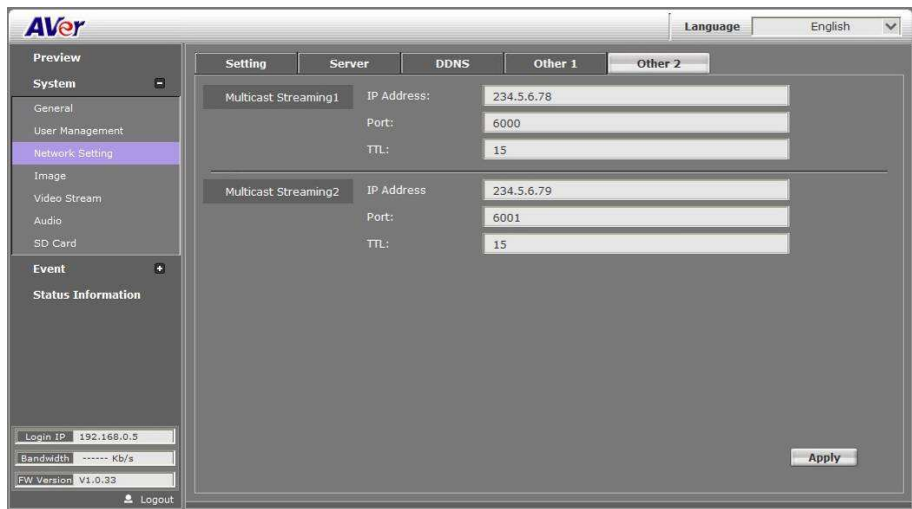 AVer
Language English
Preview
System
General
User Management
Network Setting
Image
Video Stream
Audio
SD Card
Event
Status Information
Login IP 192.168.0.5
Bandwidth ------ Kb/s
FW Version V1.0.33
Logout
Setting Server DDNS Other 1 Other 2
Multicast Streaming1 IP Address: 234.5.6.78
Port: 6000
TTL: 15
Multicast Streaming2 IP Address 234.5.6.79
Port: 6001
TTL: 15
Apply